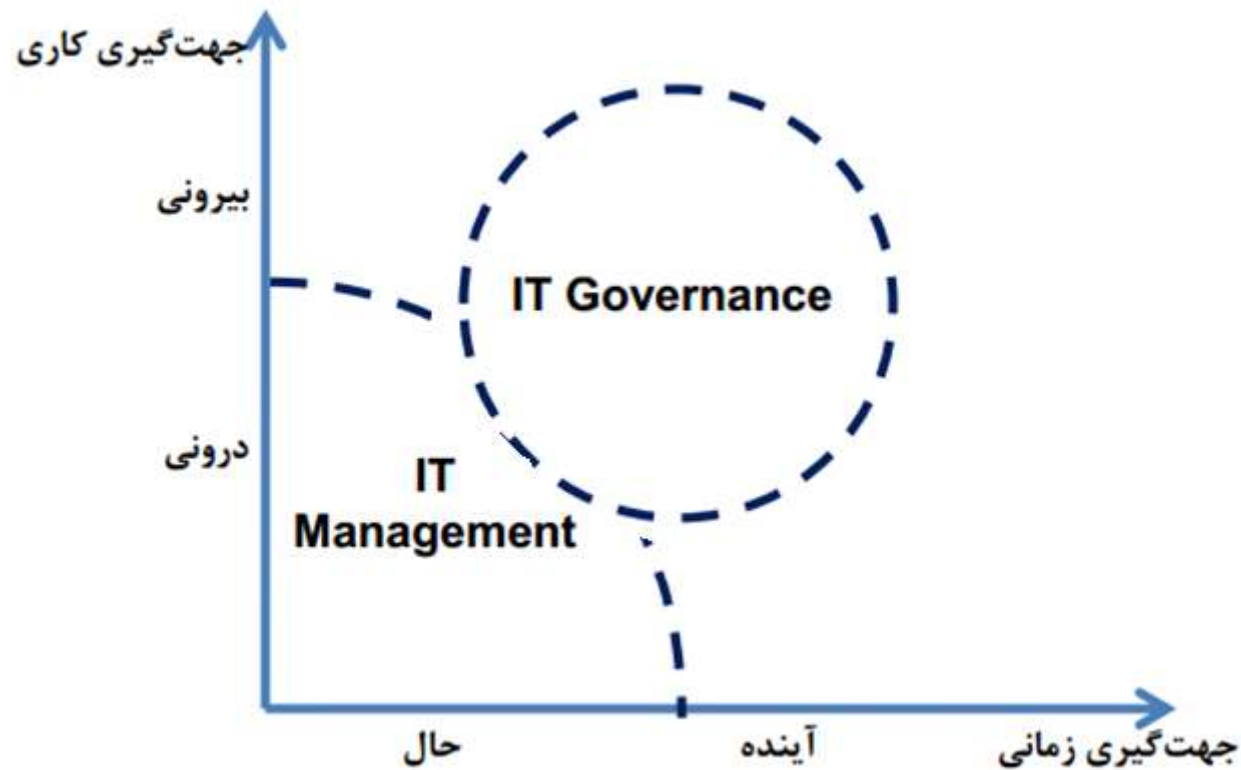 جهت‌گیری کاری
بیرونی
IT Governance
درونی
IT
Management
حال
آینده
جهت‌گیری زمانی